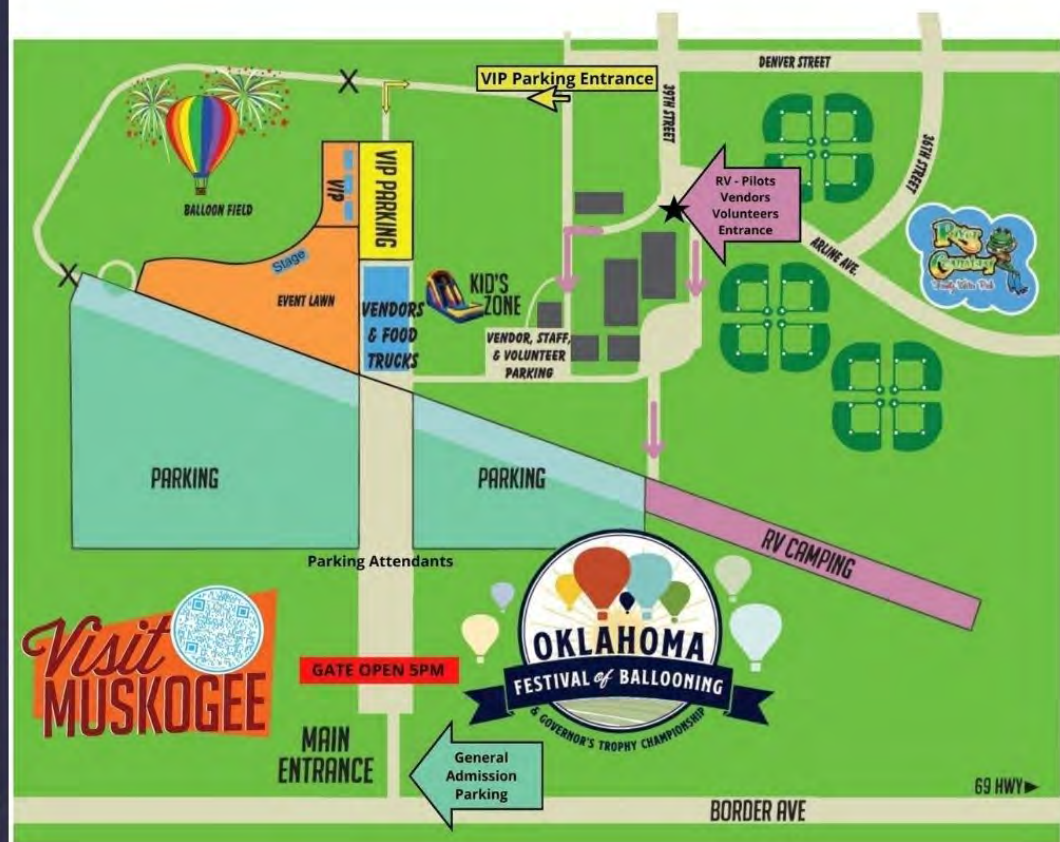 DENVER STREET
VIP Parking Entrance
X
39TH STREET
36TH STREET
VIP
VIP PARKING
RV - Pilots
Vendors
Volunteers
Entrance
BALLOON FIELD
ARLINE AVE.
River
Country
Family Water Park
Stage
X
EVENT LAWN
VENDORS
& FOOD
TRUCKS
KID'S
ZONE
VENDOR, STAFF,
& VOLUNTEER
PARKING
PARKING
PARKING
RV CAMPING
Parking Attendants
Visit
MUSKOGEE
GATE OPEN 5PM
OKLAHOMA
FESTIVAL of BALLOONING
& GOVERNOR'S TROPHY CHAMPIONSHIP
MAIN
ENTRANCE
General
Admission
Parking
69 HWY
BORDER AVE